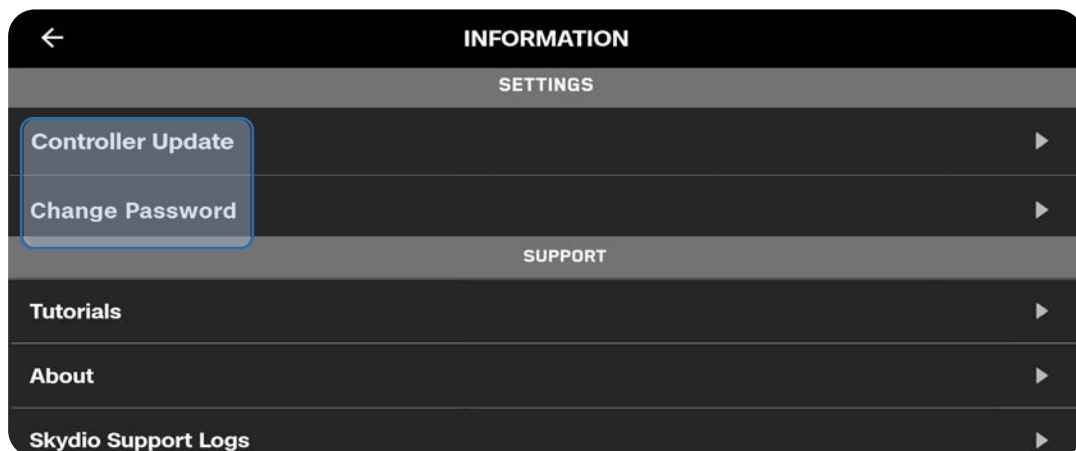 INFORMATION
SETTINGS
Controller Update
Change Password
SUPPORT
Tutorials
About
Skydio Support Logs